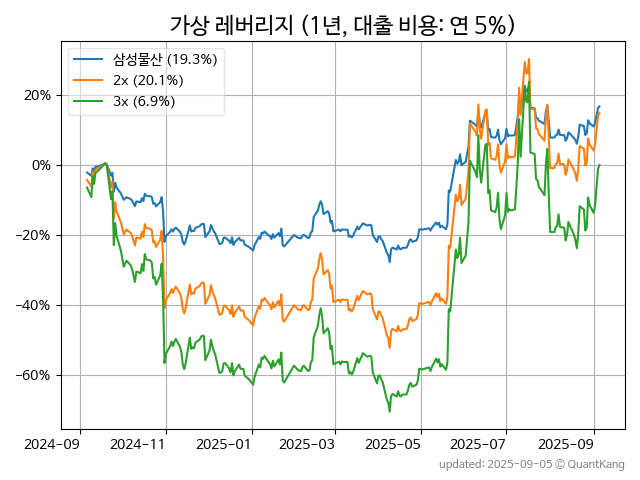 가상 레버리지 (1년, 대출 비용: 연 5%)
삼성물산 (19.3%)
2x (20.1%)
3x (6.9%)
20%
0%
−20%
−40%
−60%
2024-09 2024-11 2025-01 2025-03 2025-05 2025-07 2025-09
updated: 2025-09-05 © QuantKang